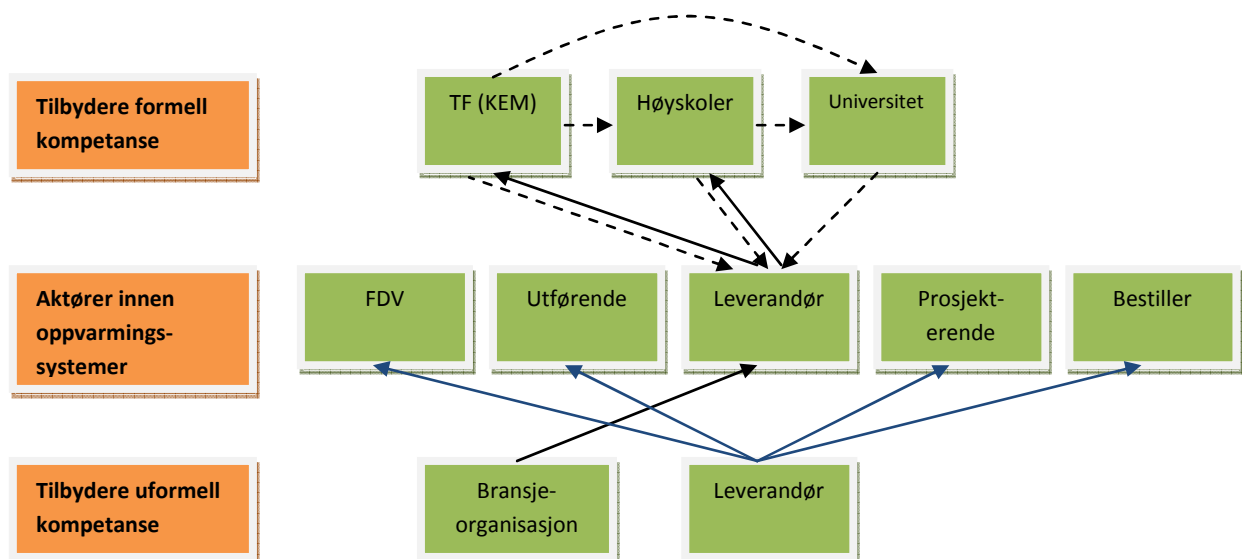 Tilbydere formell
kompetanse
TF (KEM)
Høyskoler
Universitet
Aktører innen
oppvarmings-
systemer
FDV
Utførende
Leverandør
Prosjekt-
erende
Bestiller
Tilbydere uformell
kompetanse
Bransje-
organisasjon
Leverandør